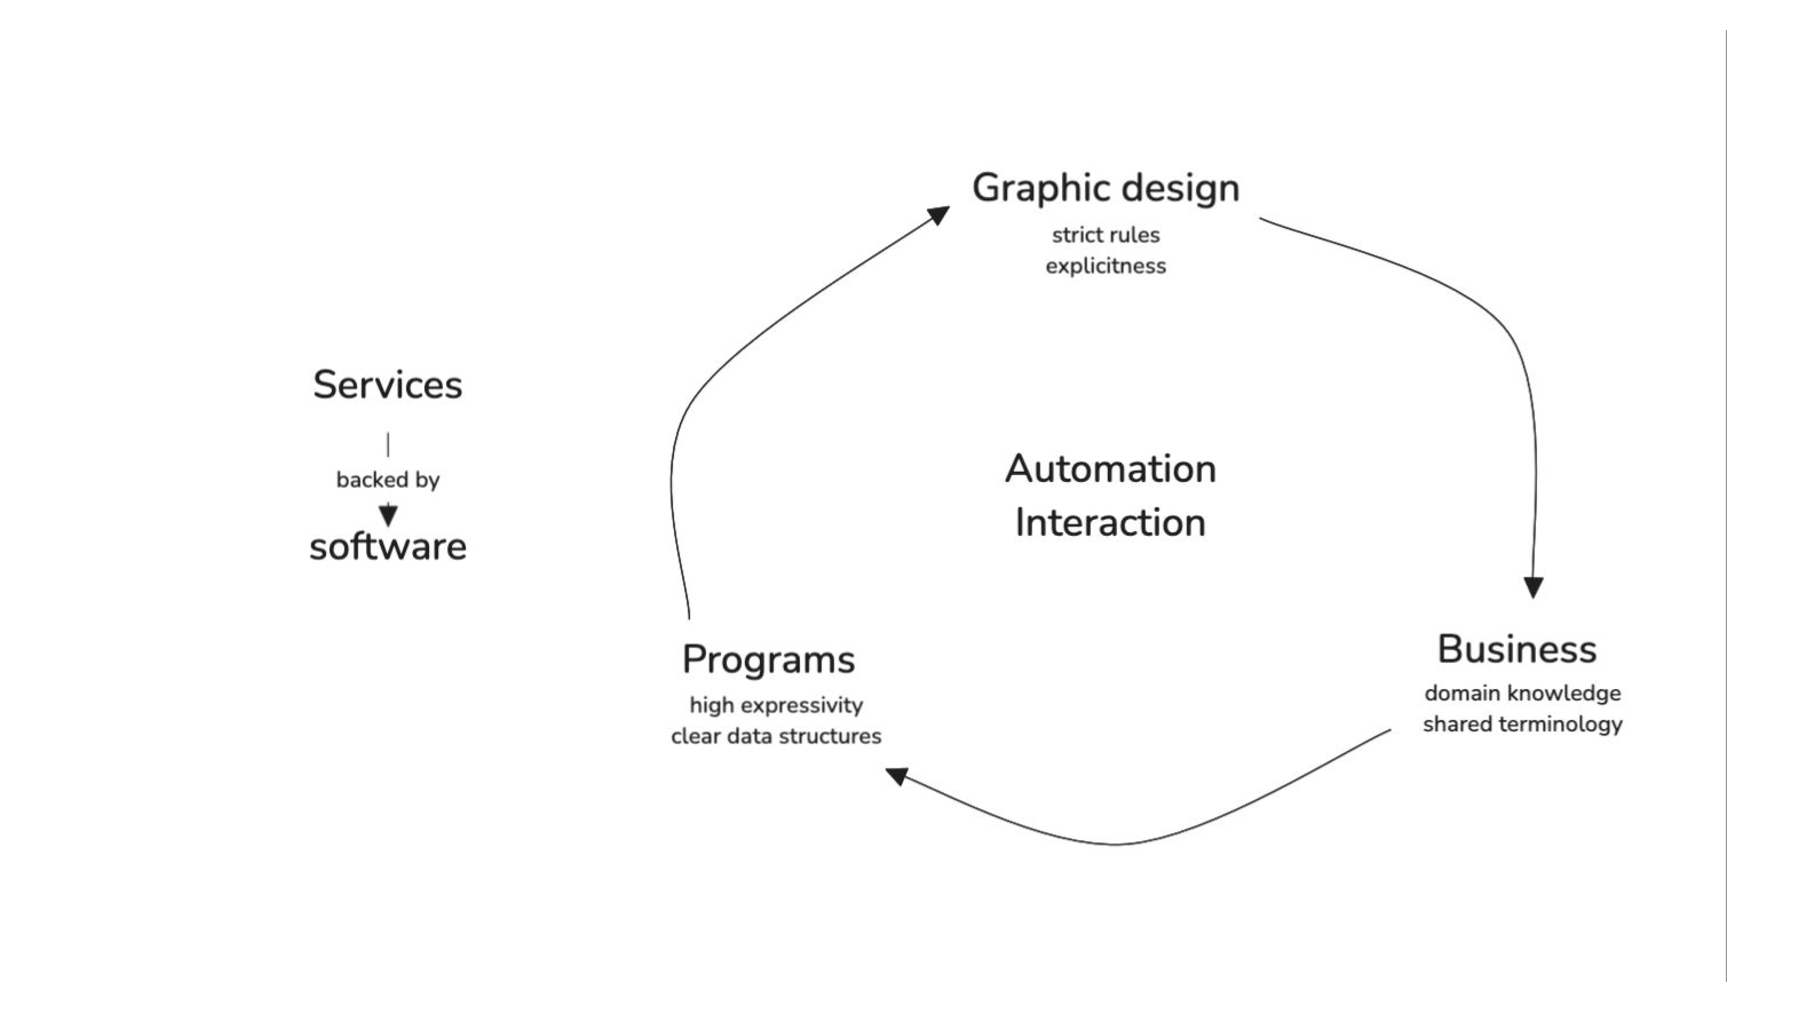 Graphic design
strict rules
explicitness
Services
backed by
software
Automation
Interaction
Programs
high expressivity
clear data structures
Business
domain knowledge
shared terminology